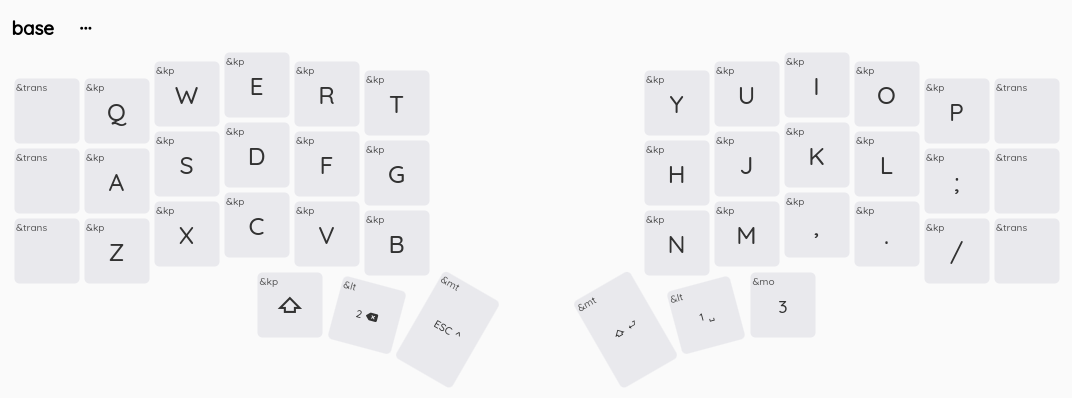 base ...
&trans &kp Q &kp W &kp E &kp R &kp T &kp Y &kp U &kp I &kp O &kp P &trans
&trans &kp A &kp S &kp D &kp F &kp G &kp H &kp J &kp K &kp L &kp ; &trans
&trans &kp Z &kp X &kp C &kp V &kp B &kp N &kp M &kp , &kp . &kp / &trans
&kp &lt 2 &mt ESC ^ &mt &lt 1 &mo 3